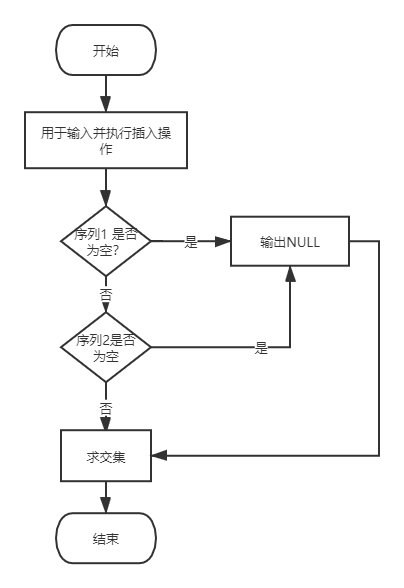 开始
用于输入并执行插入操
作
序列1 是否
为空?
是
输出NULL
否
序列2是否
为空
是
否
求交集
结束